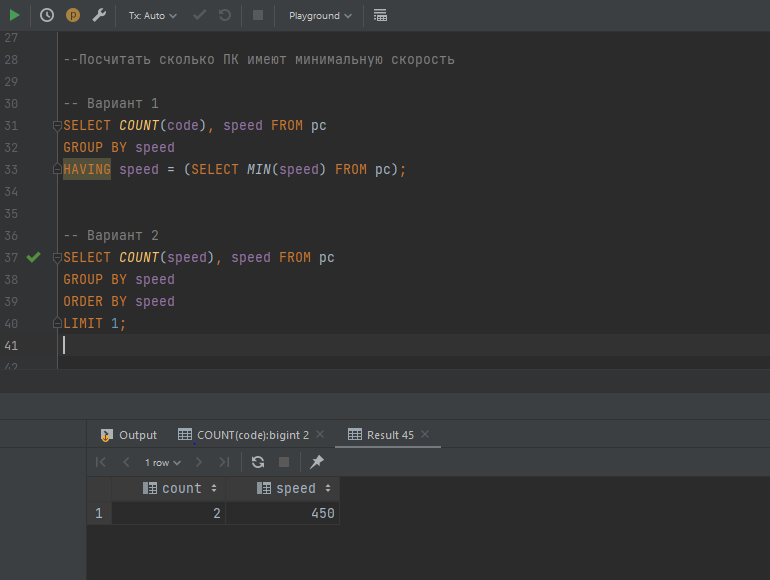 Tx: Auto Playground
27
28 --Посчитать сколько ПК имеют минимальную скорость
29
30 -- Вариант 1
31 SELECT COUNT(code), speed FROM pc
32 GROUP BY speed
33 HAVING speed = (SELECT MIN(speed) FROM pc);
34
35
36 -- Вариант 2
37 SELECT COUNT(speed), speed FROM pc
38 GROUP BY speed
39 ORDER BY speed
40 LIMIT 1;
41
42
Output COUNT(code):bigint 2 Result 45
1 row
count speed
1 2 450